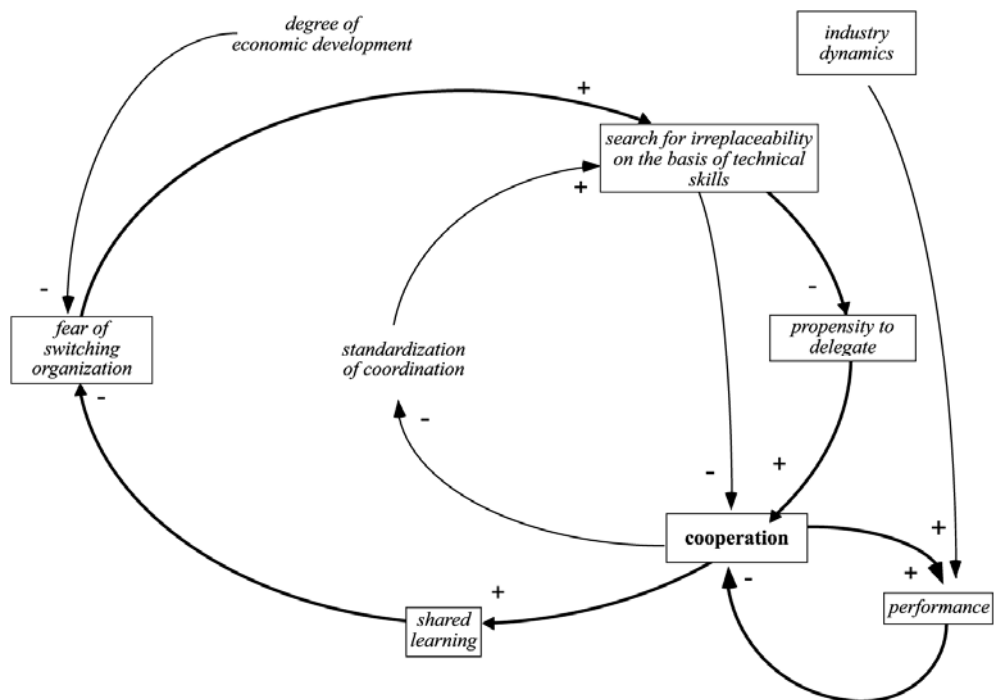 degree of
economic development
industry
dynamics
+
search for irreplaceability
on the basis of technical
skills
+
-
-
fear of
switching
organization
propensity to
delegate
standardization
of coordination
-
-
-
+
cooperation
+
+
-
+
performance
shared
learning